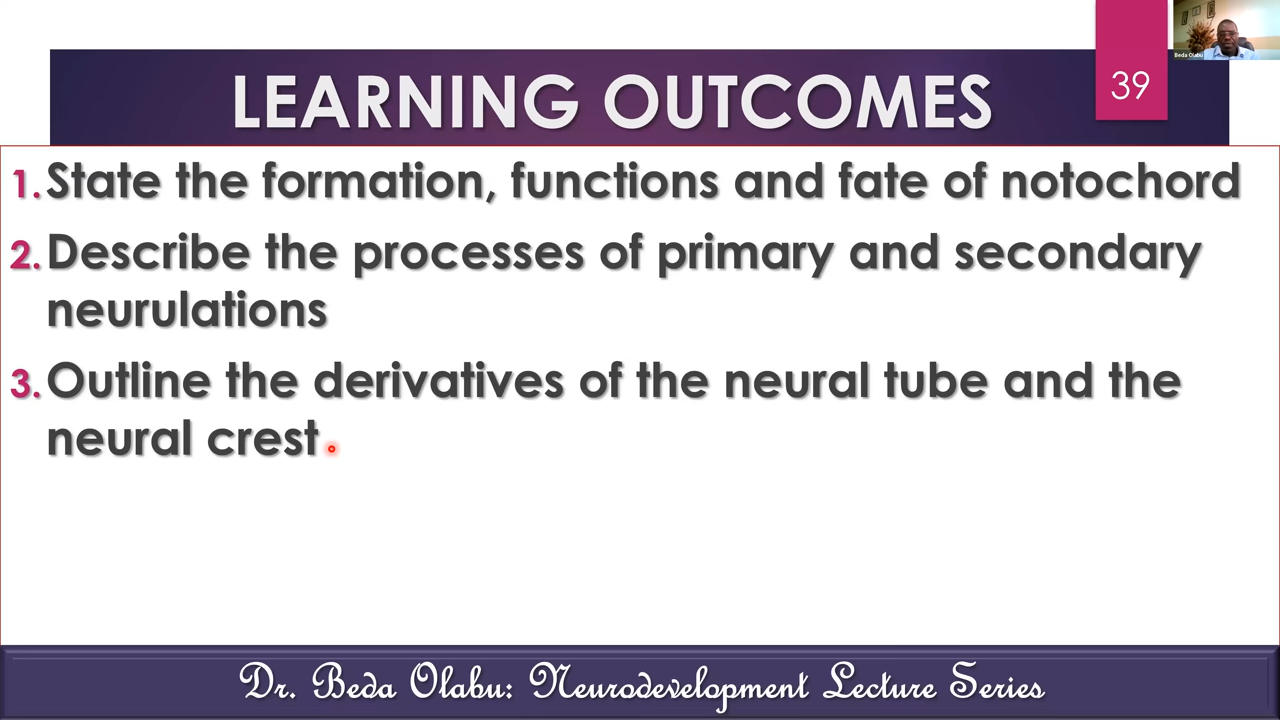 39
Beda Olabu
LEARNING OUTCOMES
1. State the formation, functions and fate of notochord
2. Describe the processes of primary and secondary
neurulations
3. Outline the derivatives of the neural tube and the
neural crest
Dr. Beda Olabu: Neurodevelopment Lecture Series